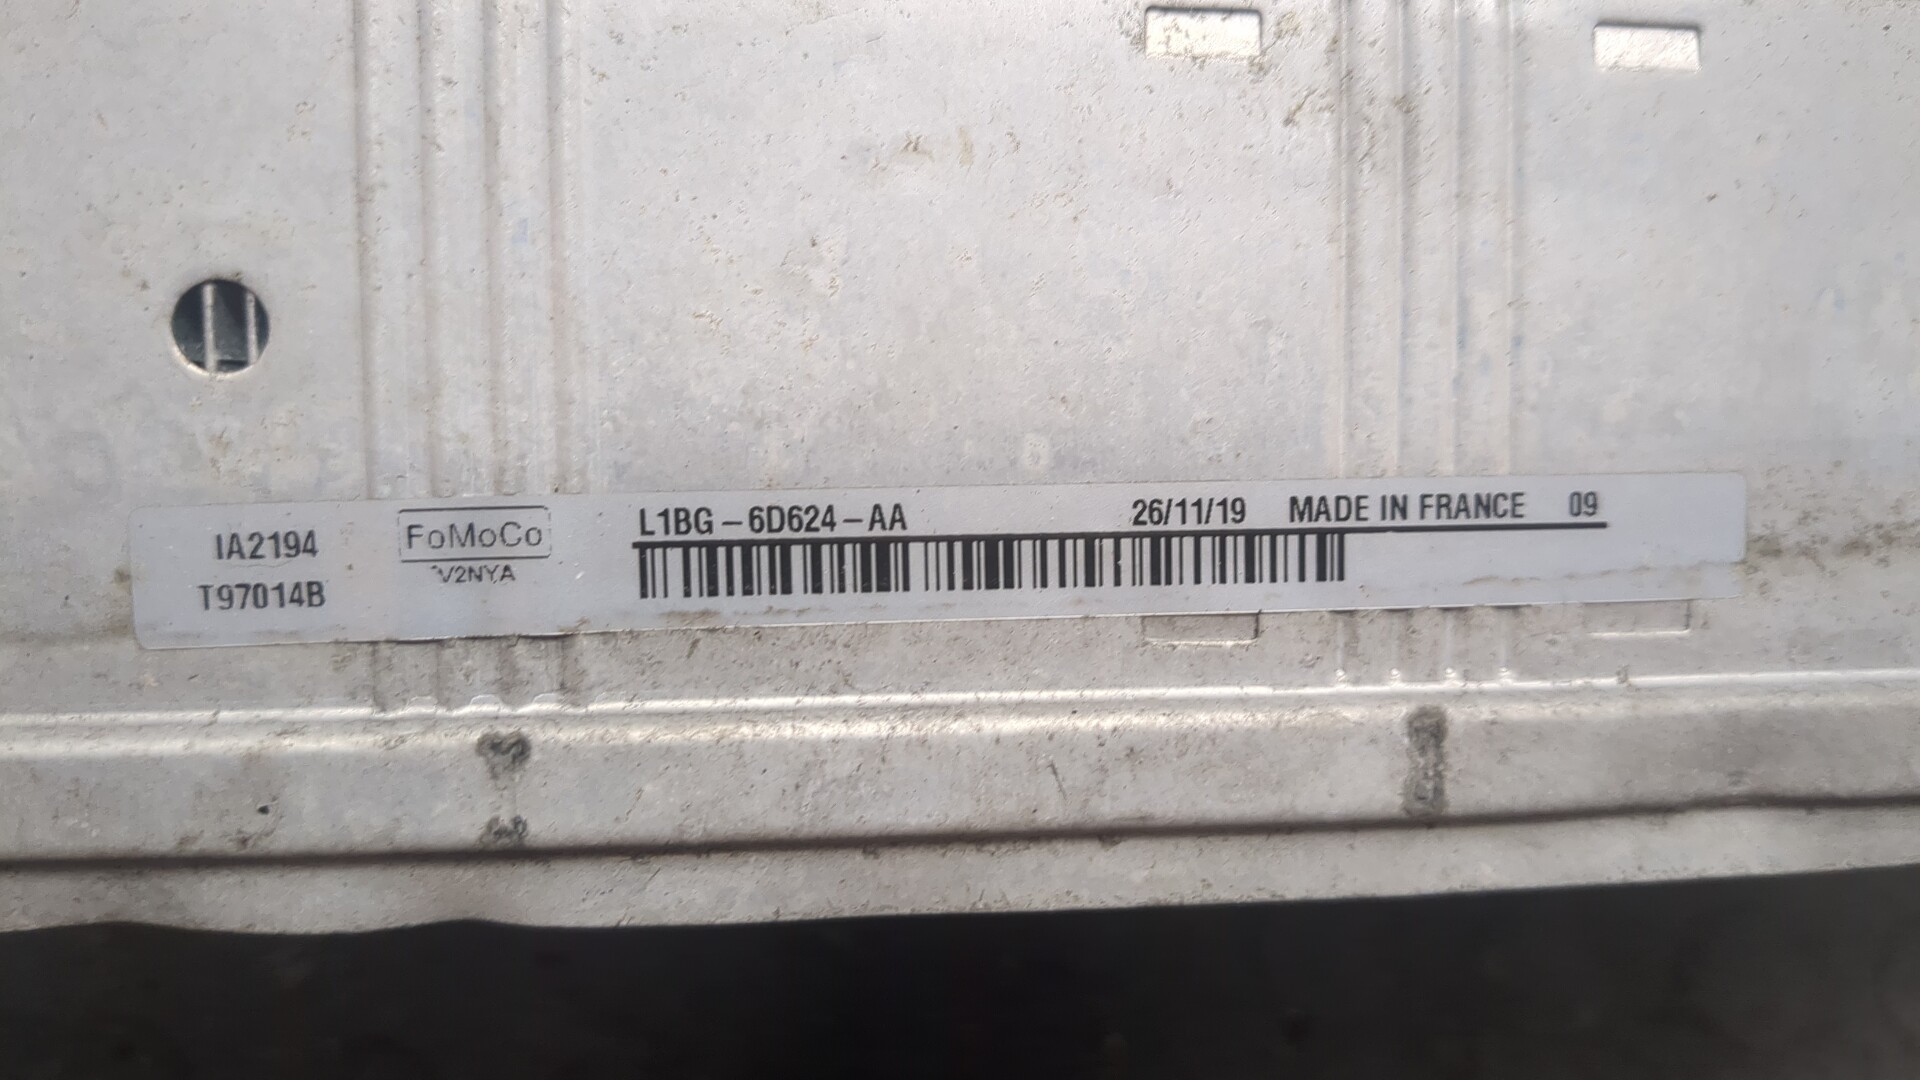 IA2194
T97014B
FoMoCo
V2NYA
L1BG-6D624-AA 26/11/19 MADE IN FRANCE 09